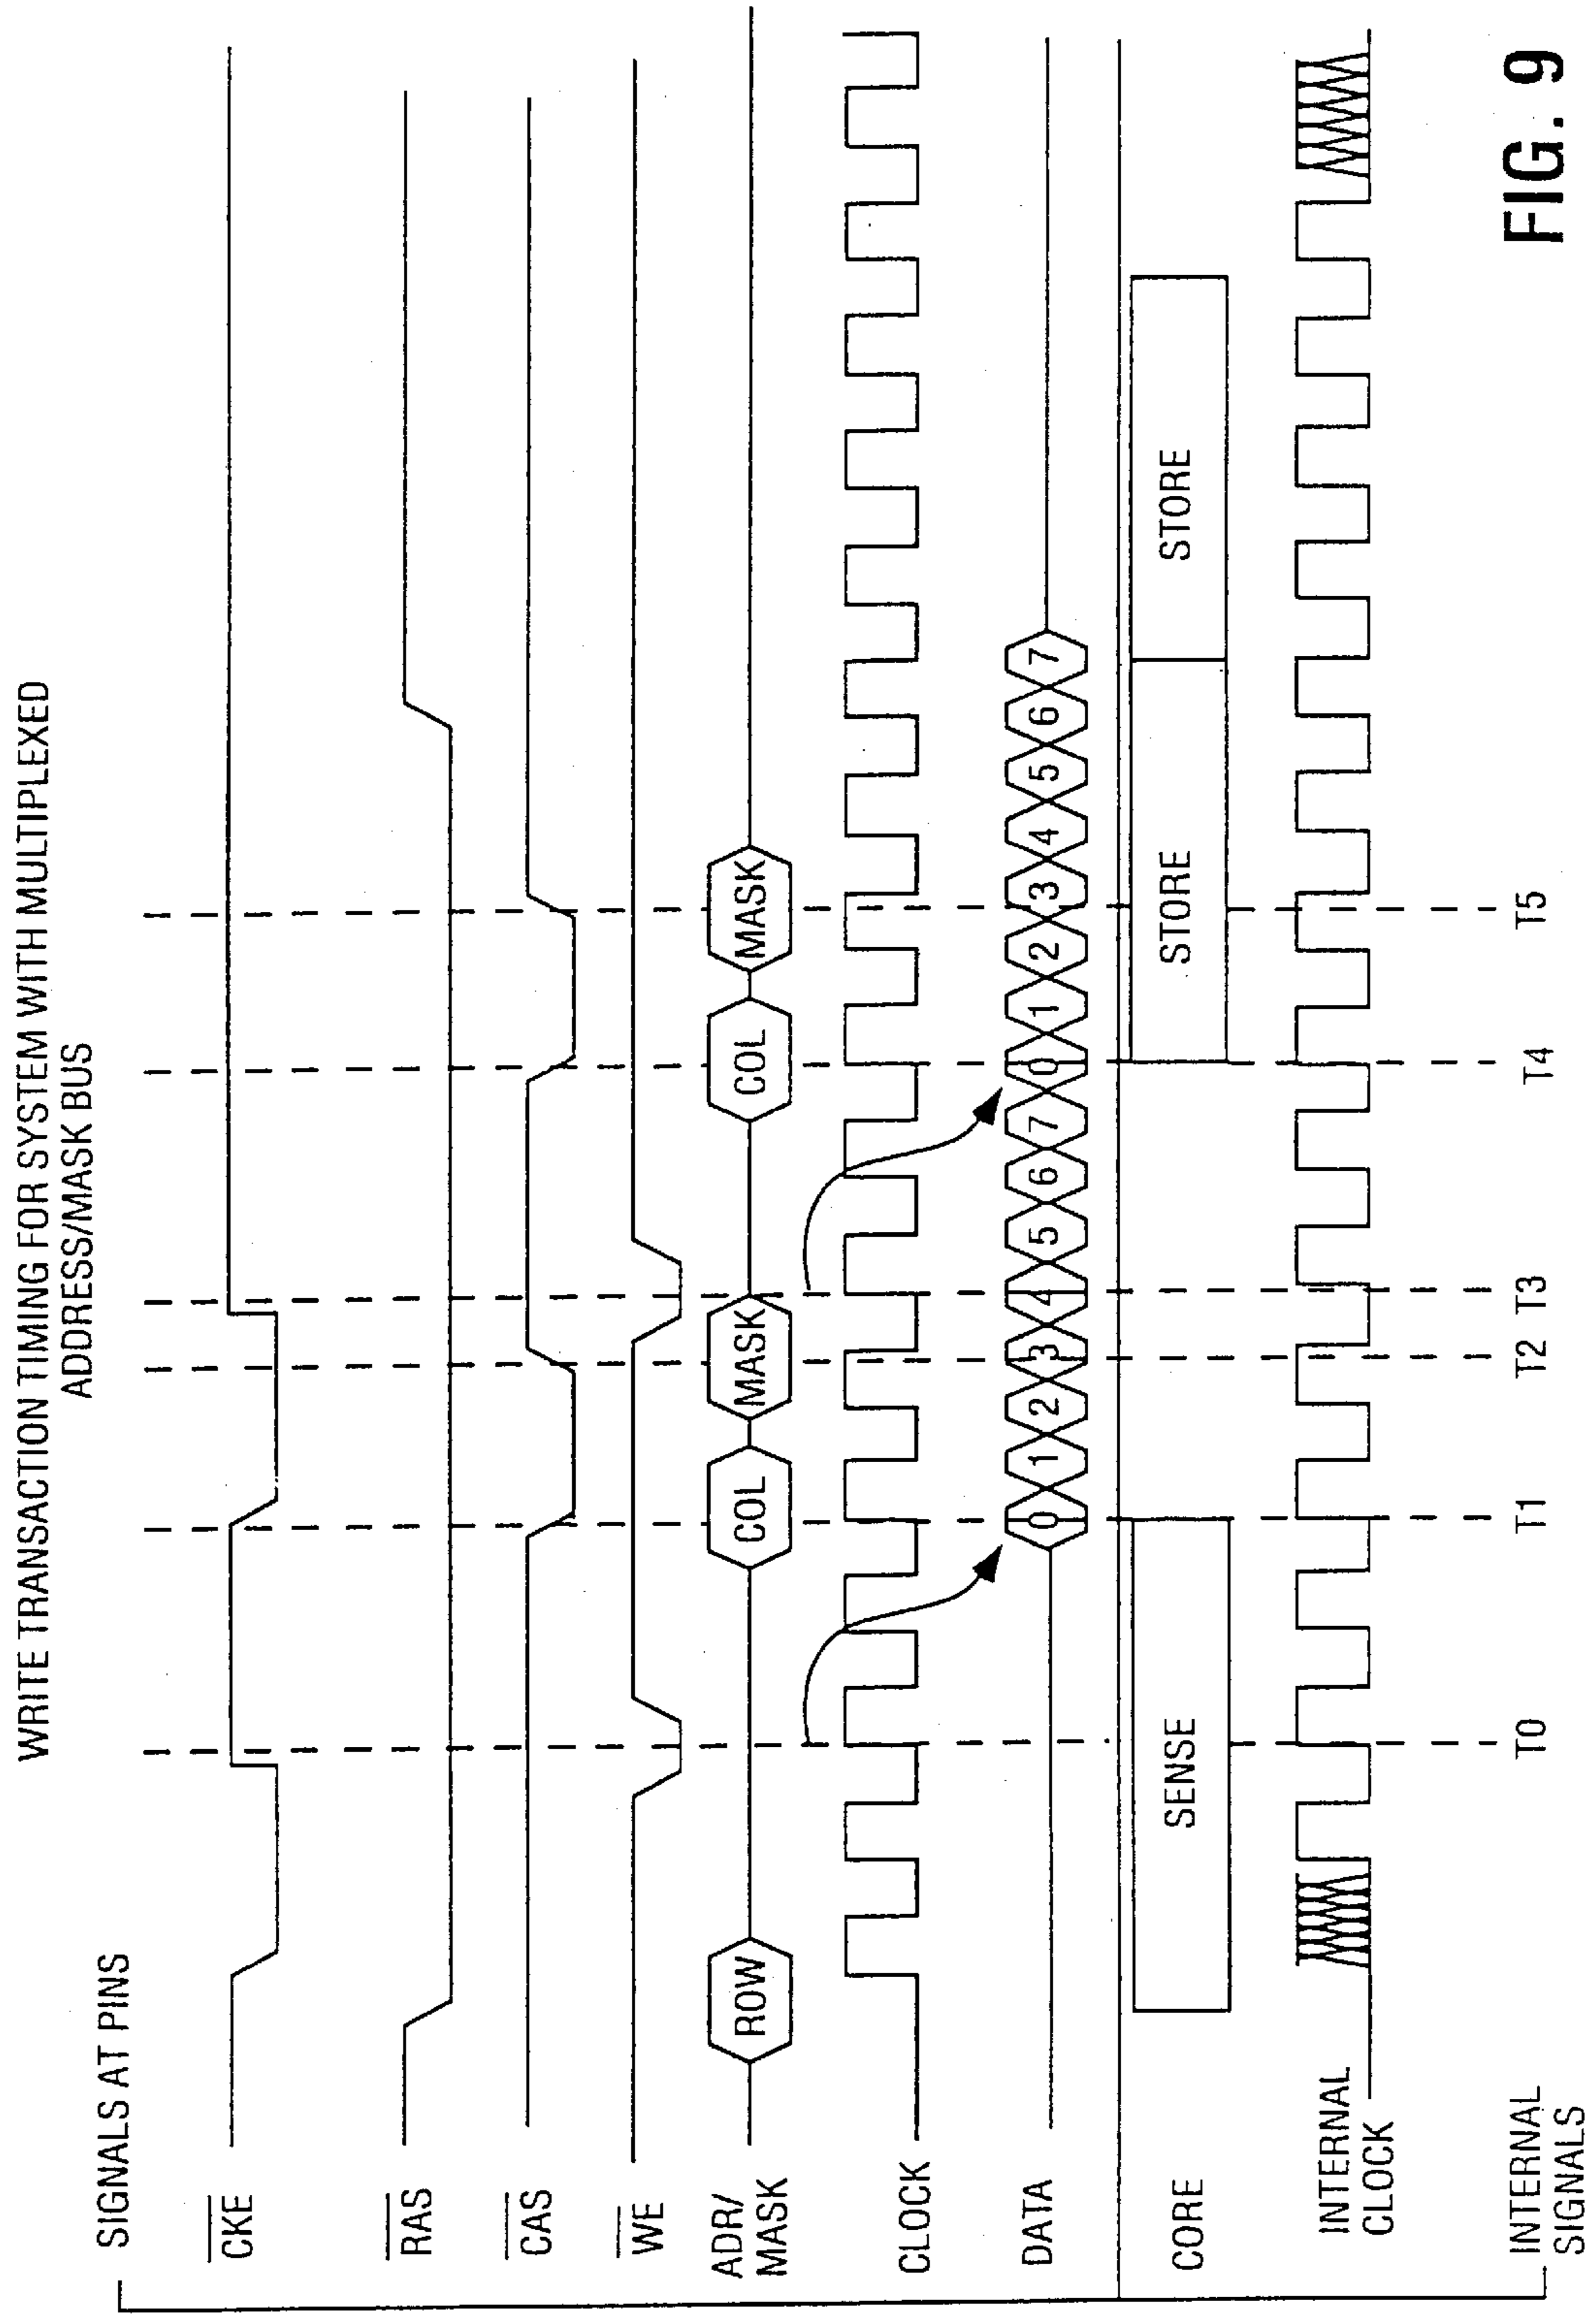 WRITE TRANSACTION TIMING FOR SYSTEM WITH MULTIPLEXED
ADDRESS/MASK BUS
SIGNALS AT PINS
CKE
RAS
CAS
WE
ADR/
MASK
ROW
COL
MASK
COL
MASK
CLOCK
DATA
0 1 2 3 4 5 6 7 0 1 2 3 4 5 6 7
CORE
SENSE
STORE
STORE
INTERNAL
CLOCK
INTERNAL
SIGNALS
T0 T1 T2 T3 T4 T5
FIG. 9